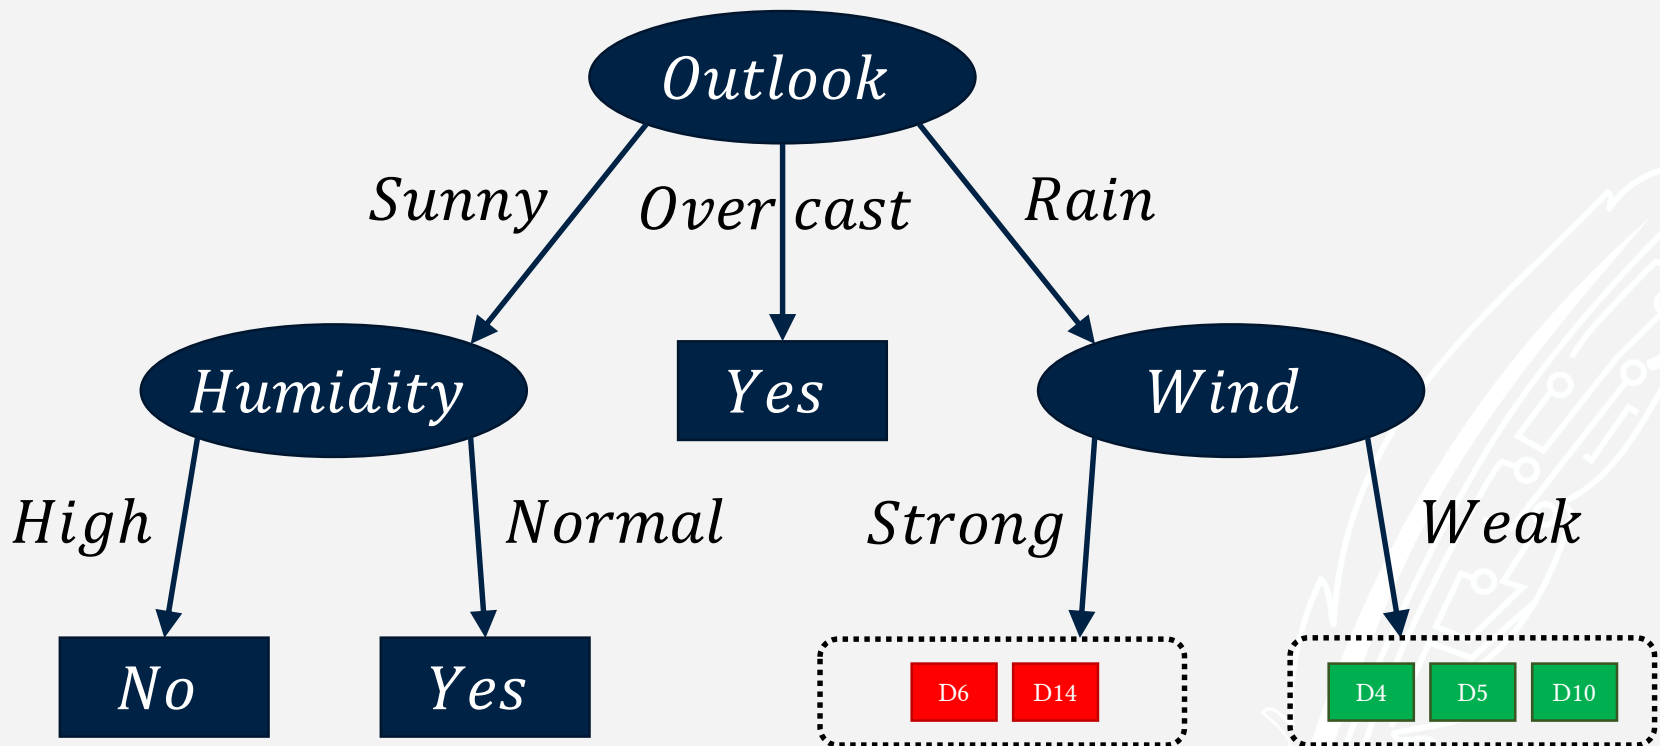 Outlook
Sunny
Over cast
Rain
Humidity
Yes
Wind
High
Normal
Strong
Weak
No
Yes
D6
D14
D4
D5
D10